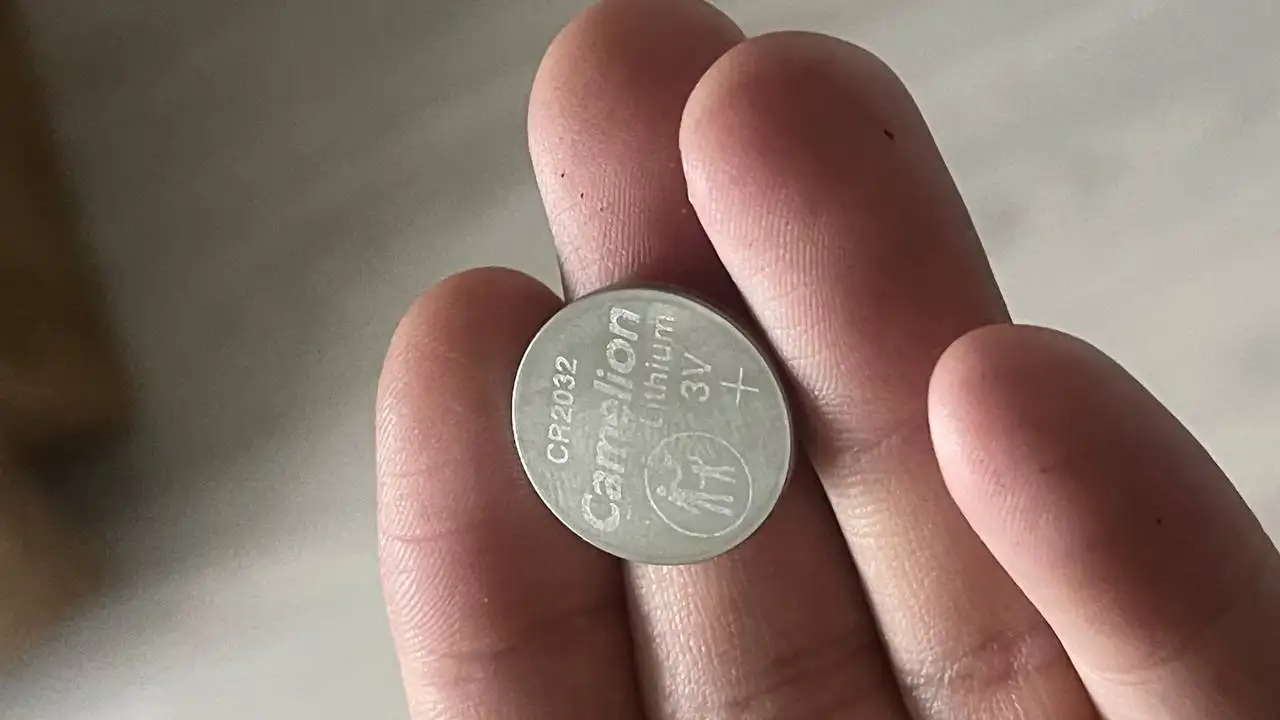 CR2032
Camelion
Lithium
3V
+